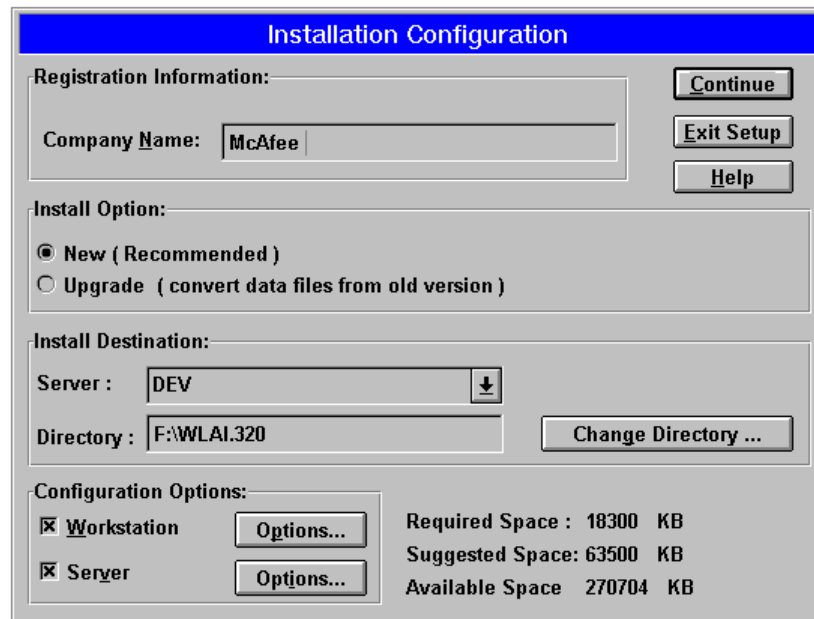 Installation Configuration
Registration Information:
Company Name: McAfee
Continue
Exit Setup
Help
Install Option:
New ( Recommended )
Upgrade ( convert data files from old version )
Install Destination:
Server : DEV
Directory : F:\WLAI.320 Change Directory ...
Configuration Options:
Workstation Options...
Server Options...
Required Space : 18300 KB
Suggested Space: 63500 KB
Available Space 270704 KB